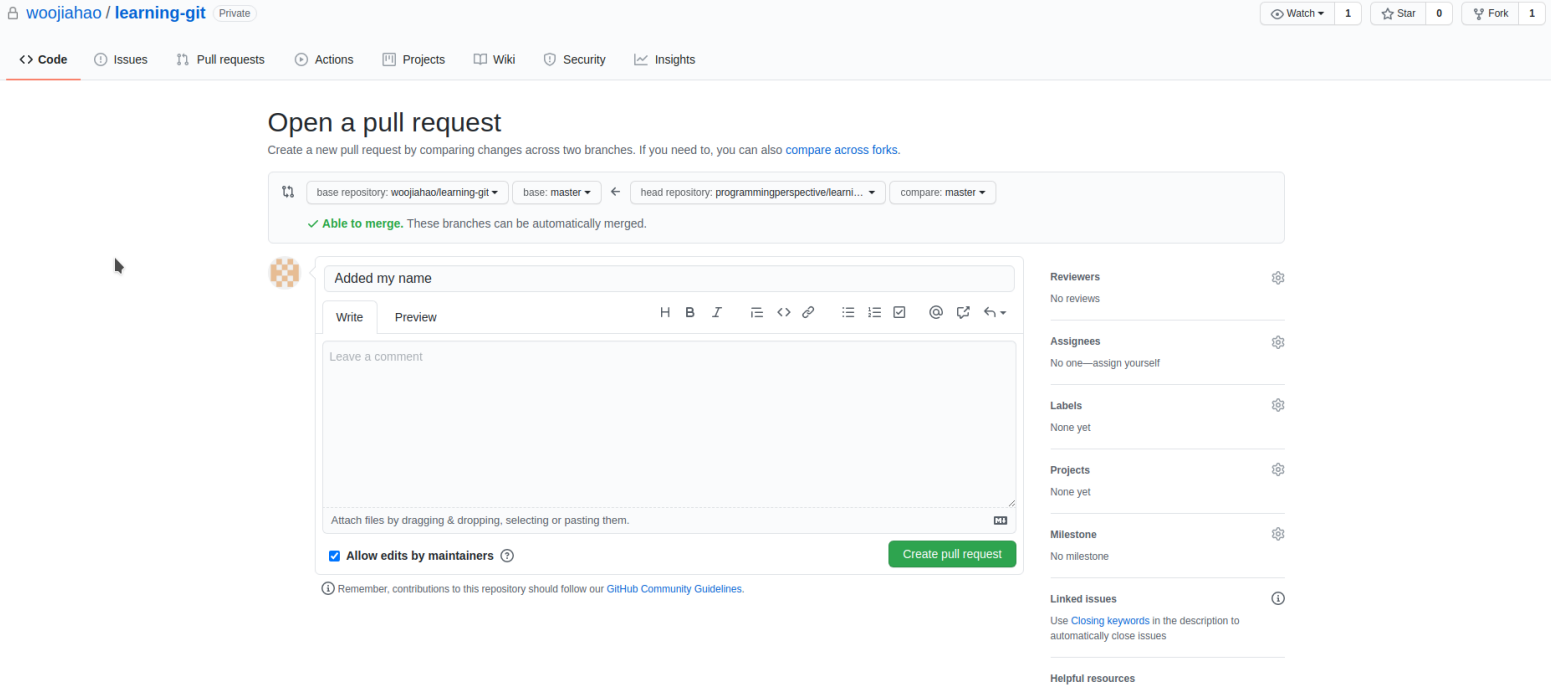 woojiahao / learning-git Private Watch 1 Star 0 Fork 1
Code Issues Pull requests Actions Projects Wiki Security Insights
Open a pull request
Create a new pull request by comparing changes across two branches. If you need to, you can also compare across forks.
base repository: woojiahao/learning-git base: master head repository: programmingperspective/learni... compare: master
Able to merge. These branches can be automatically merged.
Added my name
Write Preview H B I
Leave a comment
Attach files by dragging & dropping, selecting or pasting them.
Allow edits by maintainers
Create pull request
Remember, contributions to this repository should follow our GitHub Community Guidelines.
Reviewers
No reviews
Assignees
No one—assign yourself
Labels
None yet
Projects
None yet
Milestone
No milestone
Linked issues
Use Closing keywords in the description to
automatically close issues
Helpful resources